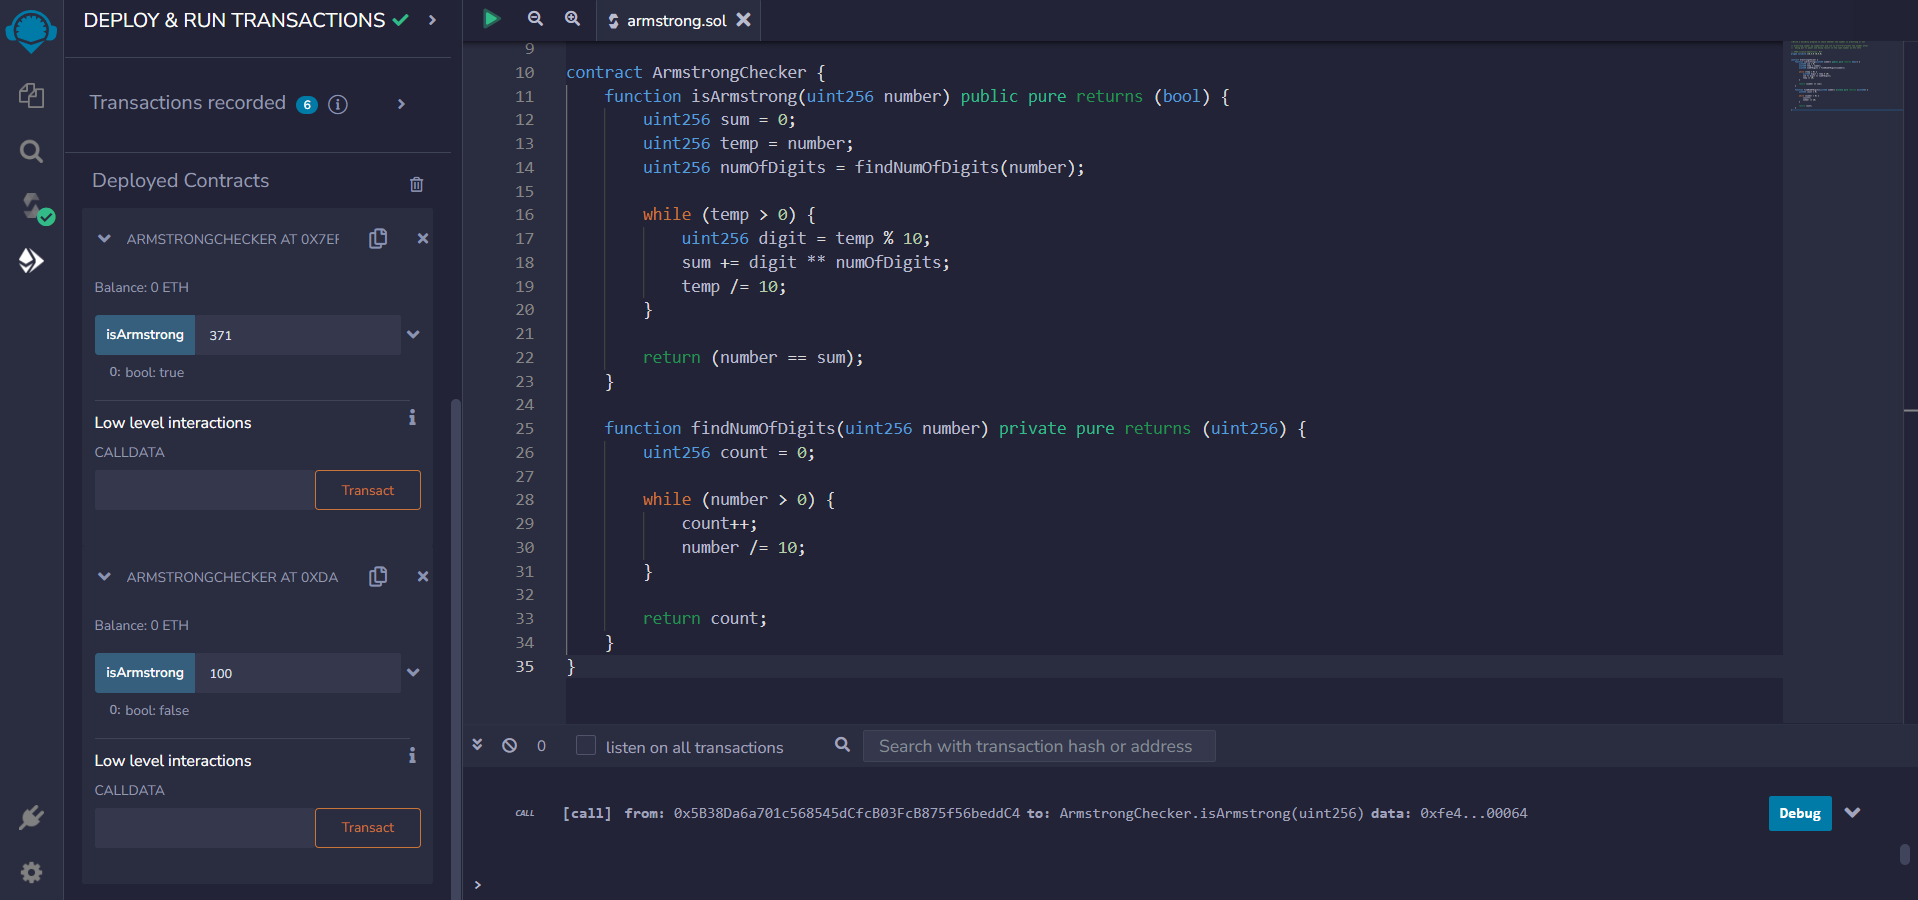 DEPLOY & RUN TRANSACTIONS
Transactions recorded 6 i
Deployed Contracts
ARMSTRONGCHECKER AT 0X7EF
Balance: 0 ETH
isArmstrong 371
0: bool: true
Low level interactions i
CALLDATA
Transact
ARMSTRONGCHECKER AT 0XDA
Balance: 0 ETH
isArmstrong 100
0: bool: false
Low level interactions i
CALLDATA
Transact
armstrong.sol
9
10 contract ArmstrongChecker {
11 function isArmstrong(uint256 number) public pure returns (bool) {
12 uint256 sum = 0;
13 uint256 temp = number;
14 uint256 numOfDigits = findNumOfDigits(number);
15
16 while (temp > 0) {
17 uint256 digit = temp % 10;
18 sum += digit ** numOfDigits;
19 temp /= 10;
20 }
21
22 return (number == sum);
23 }
24
25 function findNumOfDigits(uint256 number) private pure returns (uint256) {
26 uint256 count = 0;
27
28 while (number > 0) {
29 count++;
30 number /= 10;
31 }
32
33 return count;
34 }
35 }
0 listen on all transactions Search with transaction hash or address
CALL [call] from: 0x5B38Da6a701c568545dCfcB03FcB875f56beddC4 to: ArmstrongChecker.isArmstrong(uint256) data: 0xfe4...00064 Debug
>